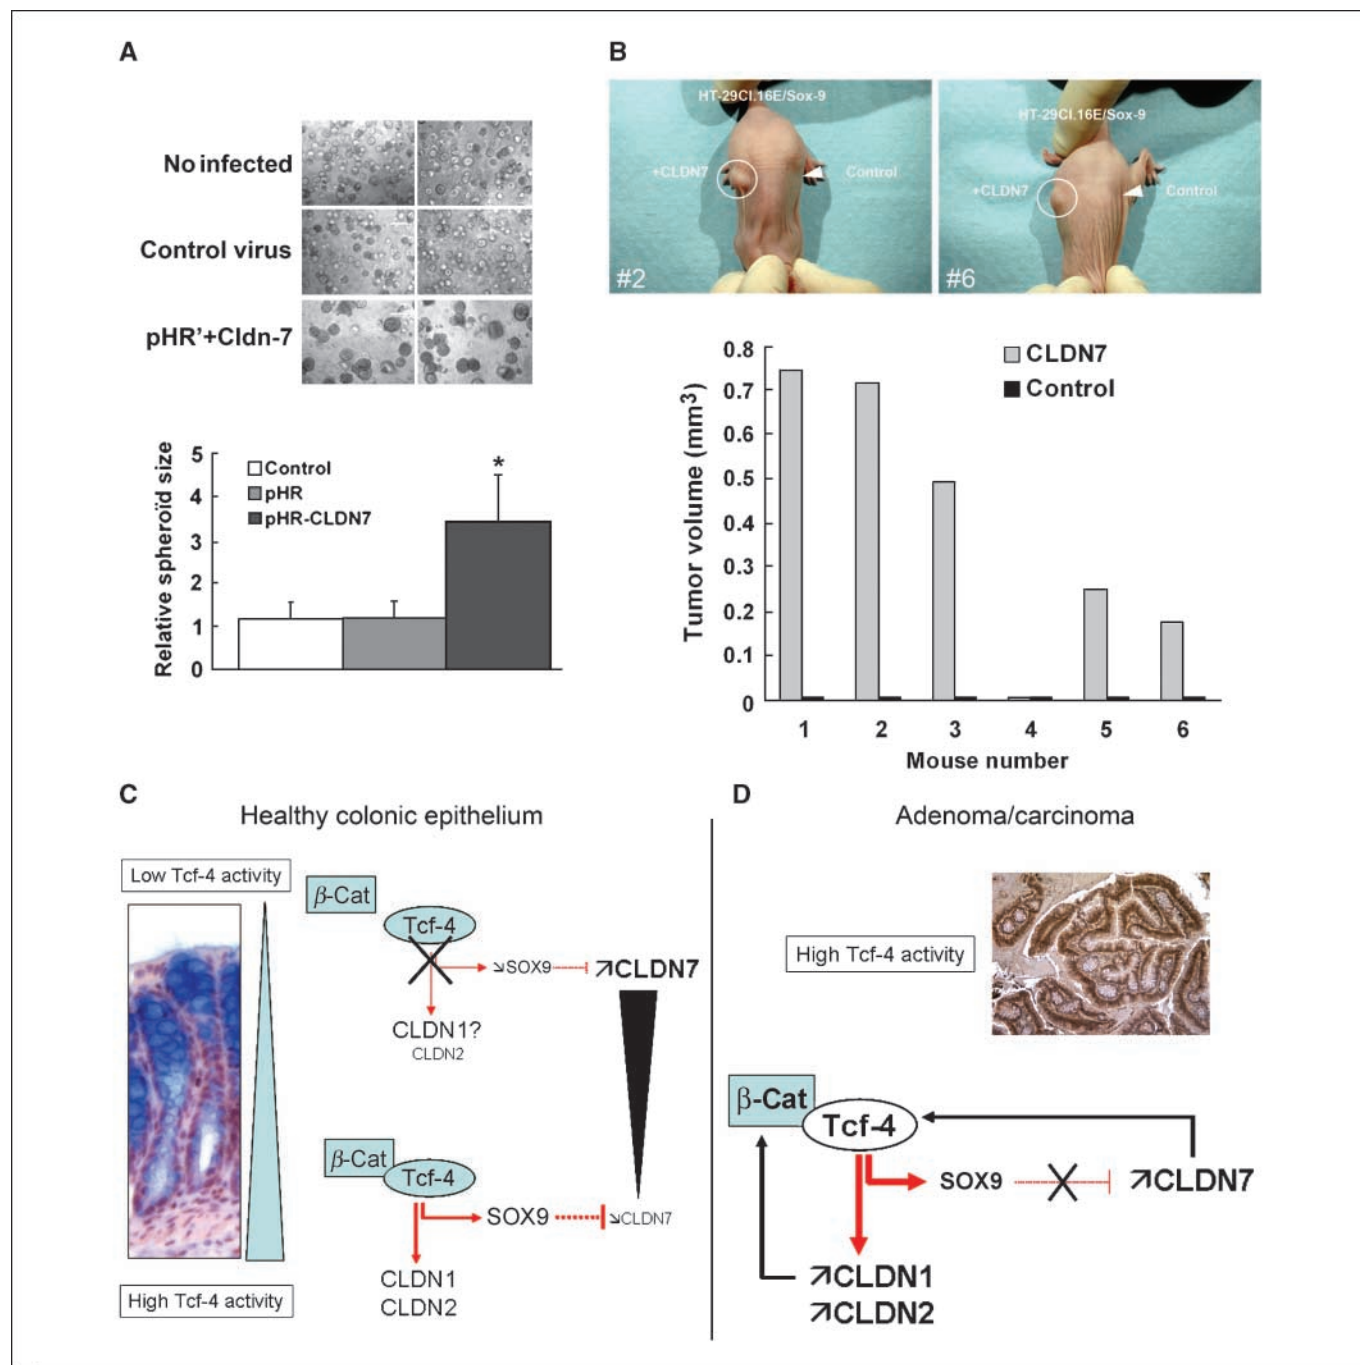 A
No infected
Control virus
pHR'+Cldn-7
Relative spheroïd size
5
4
3
2
1
0
Control
pHR
pHR-CLDN7
*
B
HT-29Cl.16E/Sox-9
+CLDN7
Control
#2
HT-29Cl.16E/Sox-9
+CLDN7
Control
#6
Tumor volume (mm3)
0.8
0.7
0.6
0.5
0.4
0.3
0.2
0.1
0
CLDN7
Control
1 2 3 4 5 6
Mouse number
C
Healthy colonic epithelium
Low Tcf-4 activity
β-Cat
Tcf-4
↘SOX9
↗CLDN7
CLDN1?
CLDN2
β-Cat
Tcf-4
SOX9
↘CLDN7
CLDN1
CLDN2
High Tcf-4 activity
D
Adenoma/carcinoma
High Tcf-4 activity
β-Cat
Tcf-4
SOX9
↗CLDN7
↗CLDN1
↗CLDN2